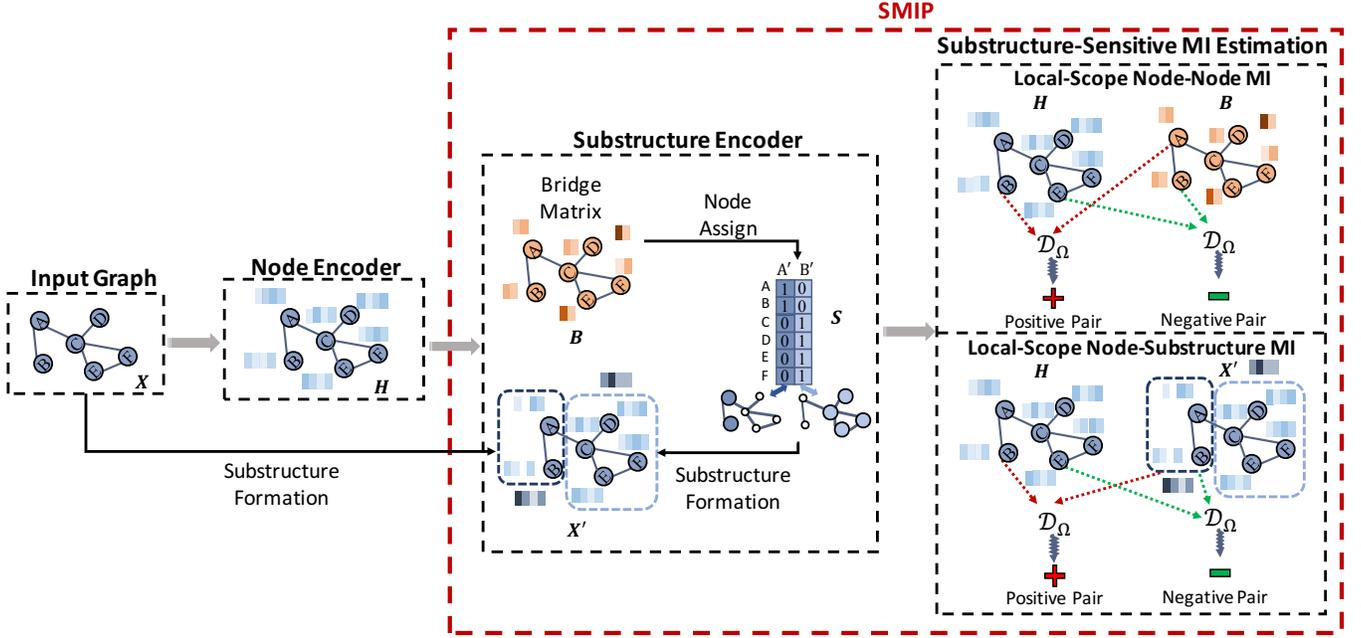 SMIP
Input Graph
A
D
C
B
E
F
X
Node Encoder
A
D
C
B
E
F
H
Substructure Formation
Substructure Encoder
Bridge
Matrix
A
D
C
B
E
F
B
Node
Assign
A′ B′
A 1 0
B 1 0
C 0 1
D 0 1
E 0 1
F 0 1
S
A
D
C
B
E
F
X′
Substructure
Formation
Substructure-Sensitive MI Estimation
Local-Scope Node-Node MI
H
B
A
D
C
B
E
F
A
D
C
B
E
F
𝒟Ω
𝒟Ω
Positive Pair
Negative Pair
Local-Scope Node-Substructure MI
H
X′
A
D
C
B
E
F
A
D
C
B
E
F
𝒟Ω
𝒟Ω
Positive Pair
Negative Pair